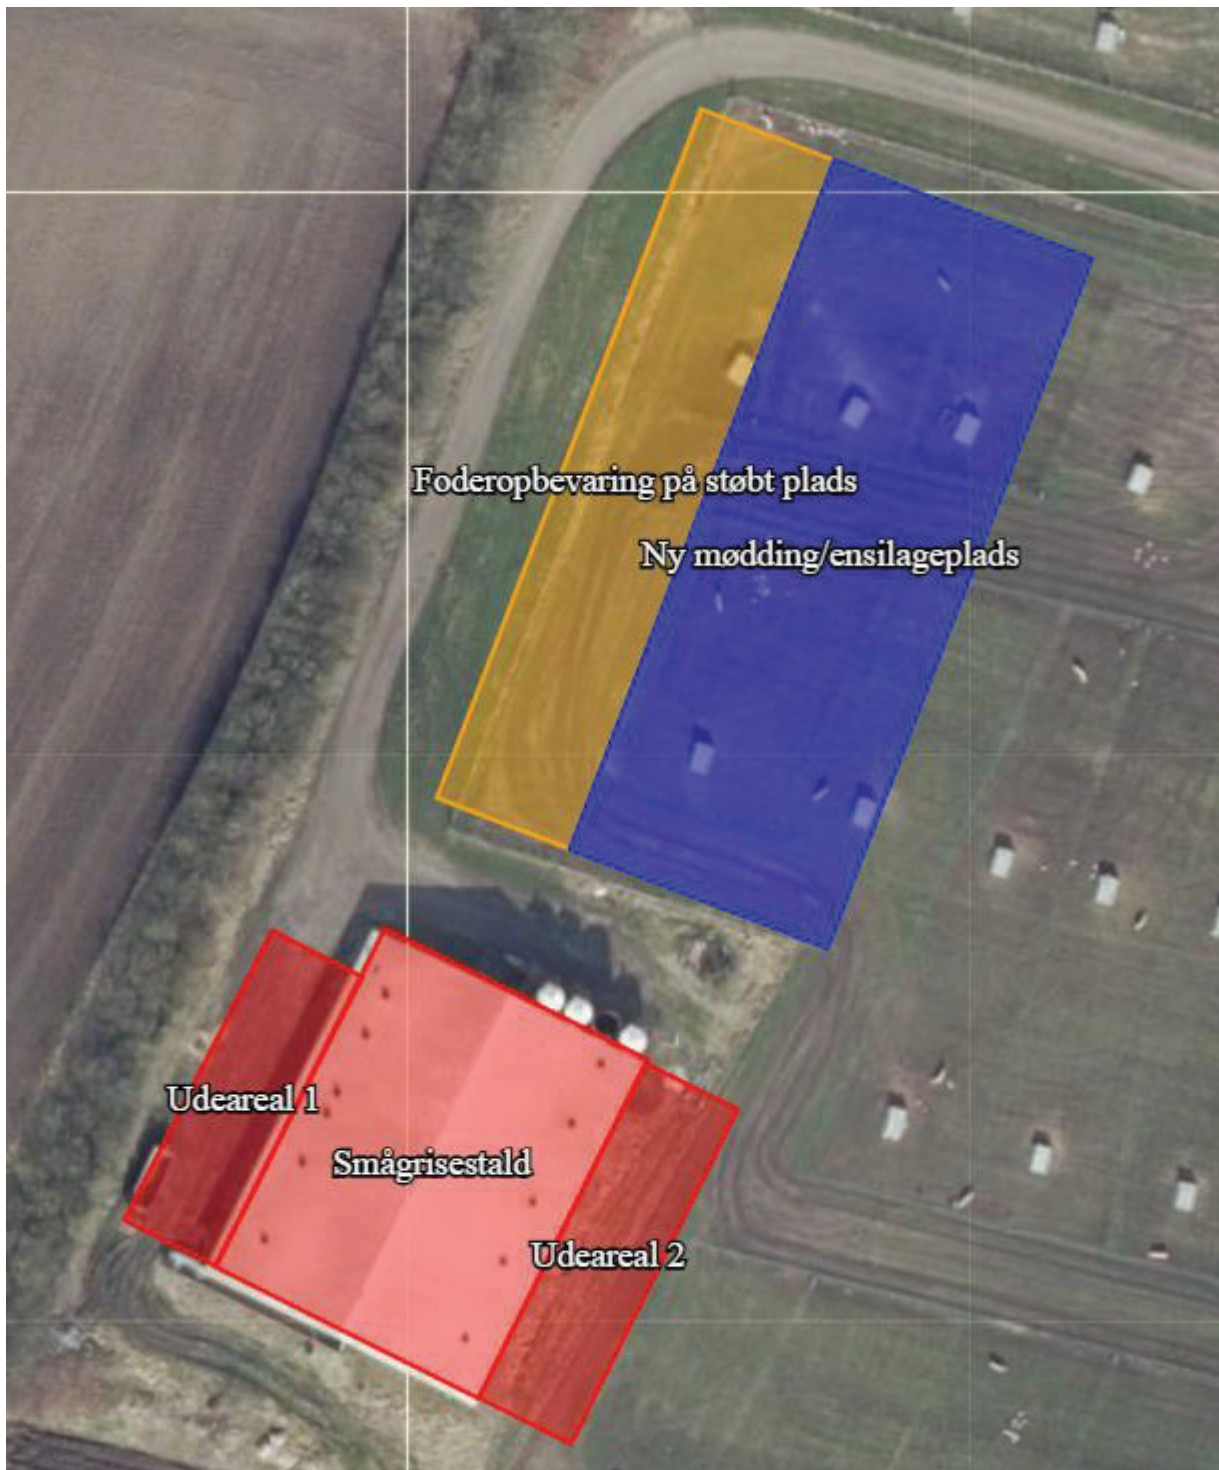 Foderopbevaring på støbt plads
Ny mødding/ensilageplads
Udeareal 1
Smågrisestald
Udeareal 2